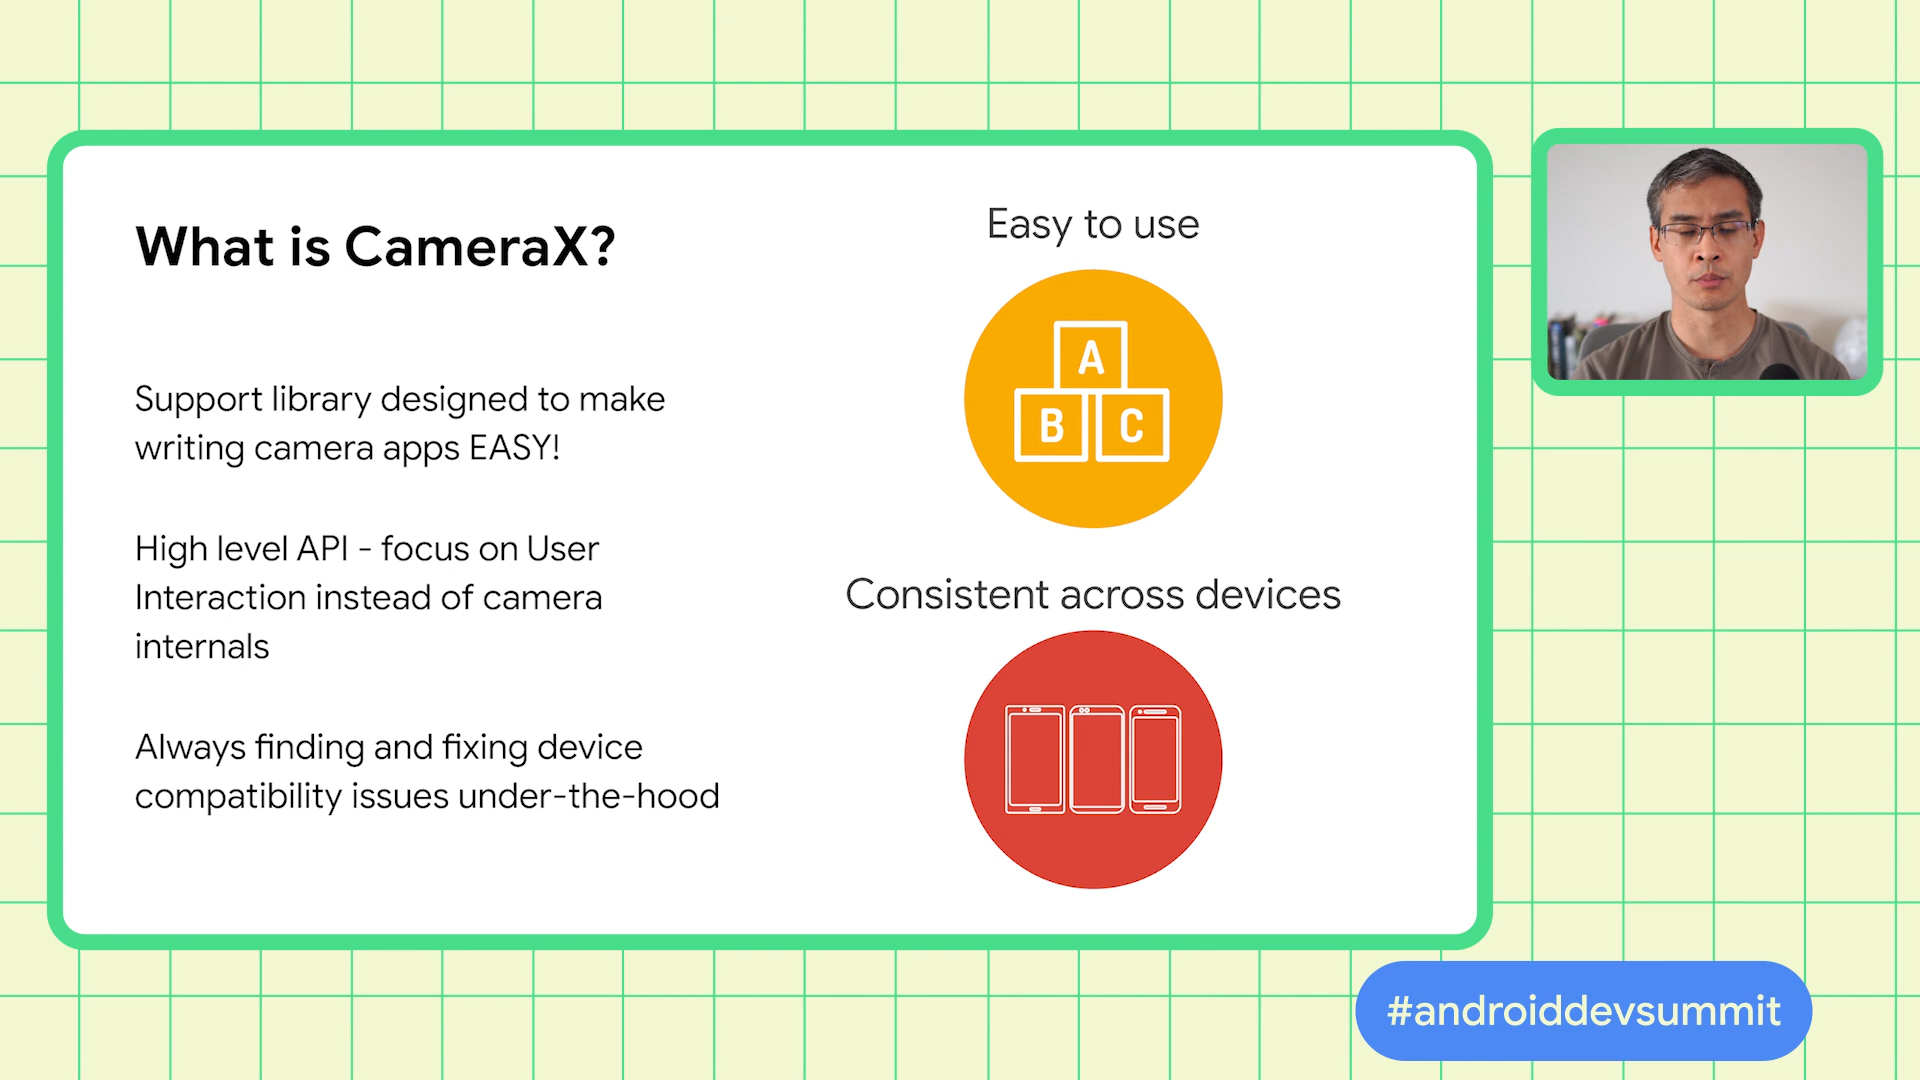 What is CameraX?
Support library designed to make
writing camera apps EASY!
High level API - focus on User
Interaction instead of camera
internals
Always finding and fixing device
compatibility issues under-the-hood
Easy to use
A
B C
Consistent across devices
#androiddevsummit